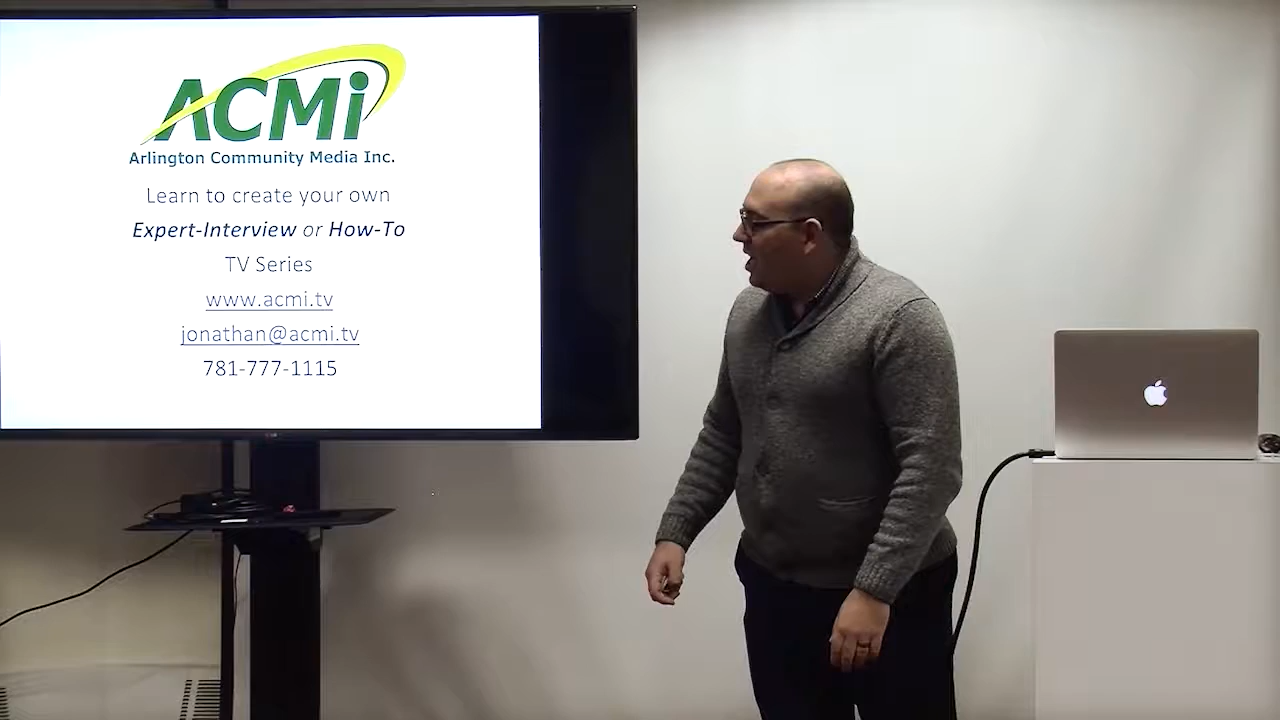 ACMi
Arlington Community Media Inc.
Learn to create your own
Expert-Interview or How-To
TV Series
www.acmi.tv
jonathan@acmi.tv
781-777-1115